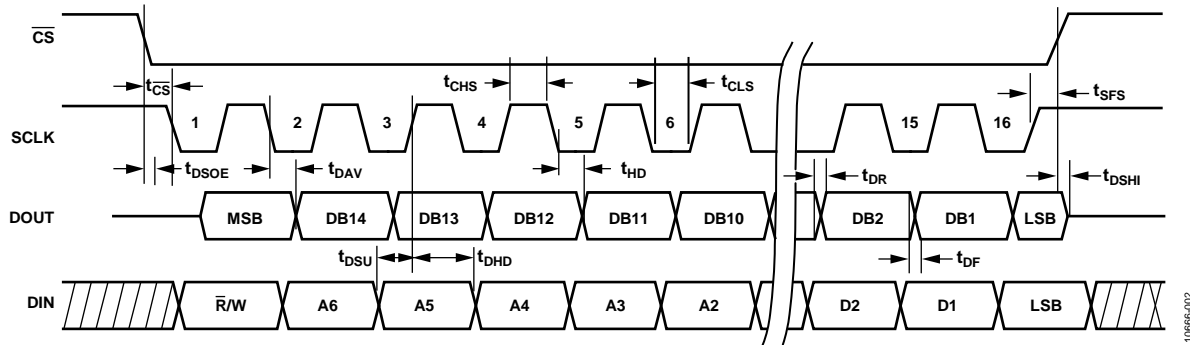 CS
tCS
tCHS
tCLS
tSFS
SCLK
1
2
3
4
5
6
15
16
tDSOE
tDAV
tHD
tDR
tDSHI
DOUT
MSB
DB14
DB13
DB12
DB11
DB10
DB2
DB1
LSB
tDSU
tDHD
tDF
DIN
R/W
A6
A5
A4
A3
A2
D2
D1
LSB
10666-002